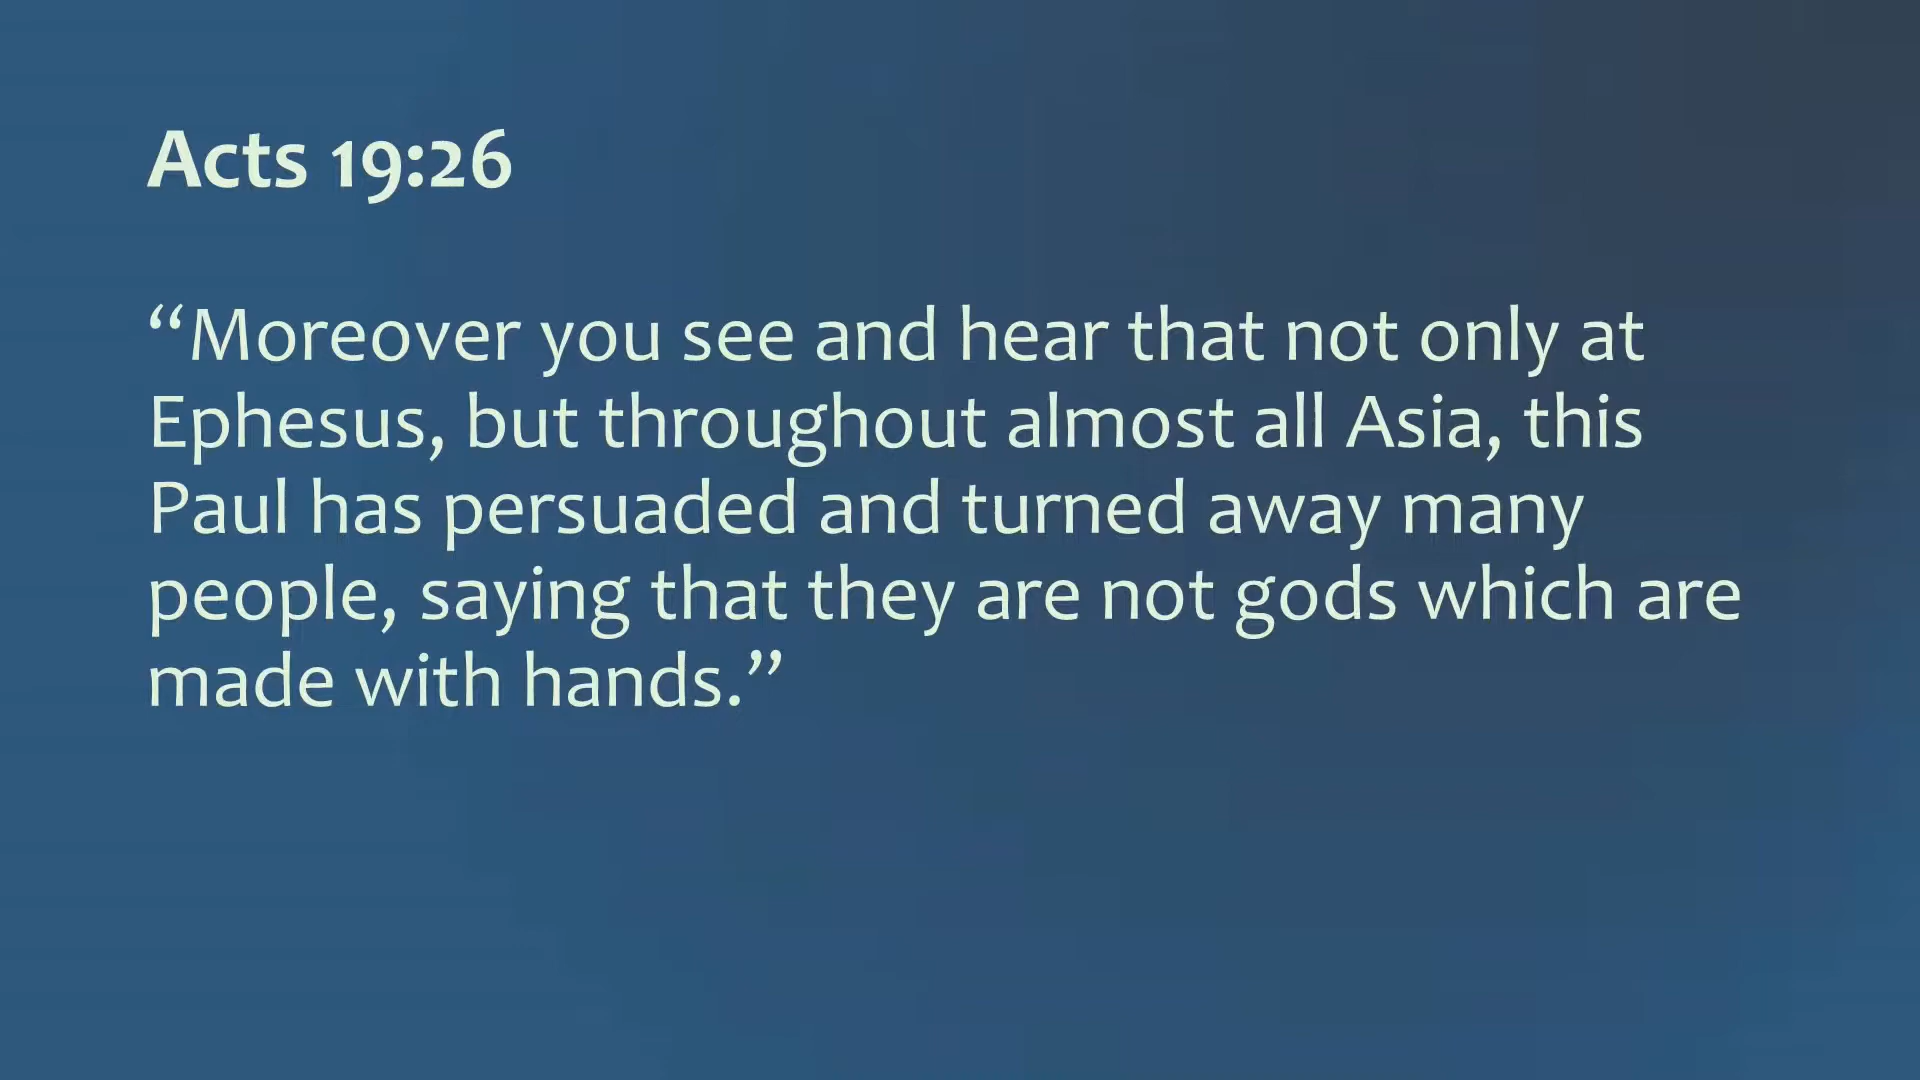 Acts 19:26
“Moreover you see and hear that not only at
Ephesus, but throughout almost all Asia, this
Paul has persuaded and turned away many
people, saying that they are not gods which are
made with hands.”